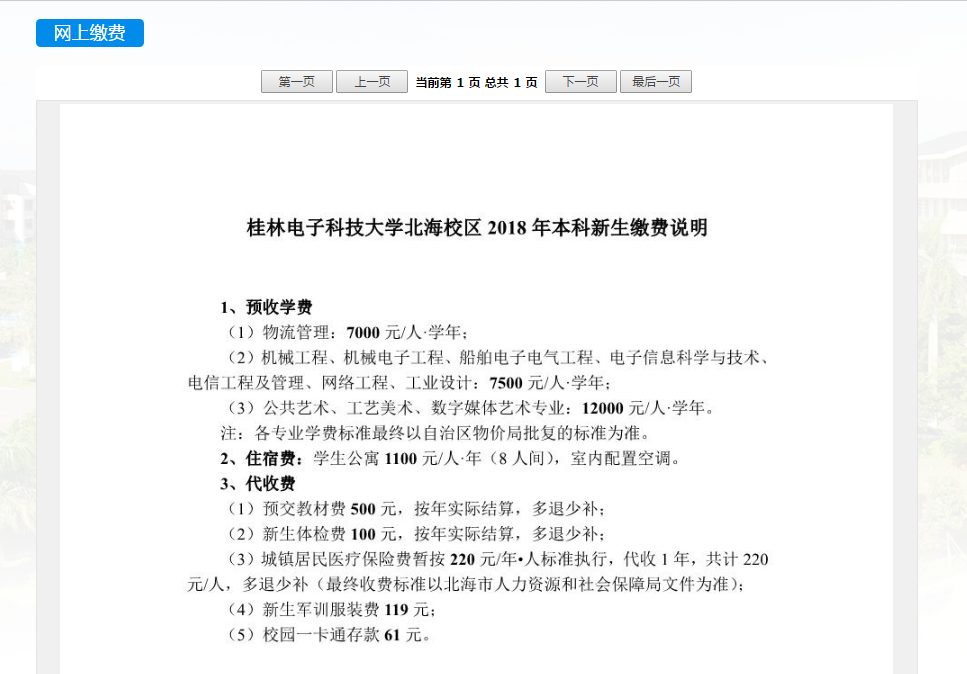 网上缴费
第一页 上一页 当前第 1 页 总共 1 页 下一页 最后一页
桂林电子科技大学北海校区 2018 年本科新生缴费说明
1、预收学费
（1）物流管理：7000 元/人·学年；
（2）机械工程、机械电子工程、船舶电子电气工程、电子信息科学与技术、
电信工程及管理、网络工程、工业设计：7500 元/人·学年；
（3）公共艺术、工艺美术、数字媒体艺术专业：12000 元/人·学年。
注：各专业学费标准最终以自治区物价局批复的标准为准。
2、住宿费：学生公寓 1100 元/人·年（8 人间），室内配置空调。
3、代收费
（1）预交教材费 500 元，按年实际结算，多退少补；
（2）新生体检费 100 元，按年实际结算，多退少补；
（3）城镇居民医疗保险费暂按 220 元/年•人标准执行，代收 1 年，共计 220
元/人，多退少补（最终收费标准以北海市人力资源和社会保障局文件为准）；
（4）新生军训服装费 119 元；
（5）校园一卡通存款 61 元。